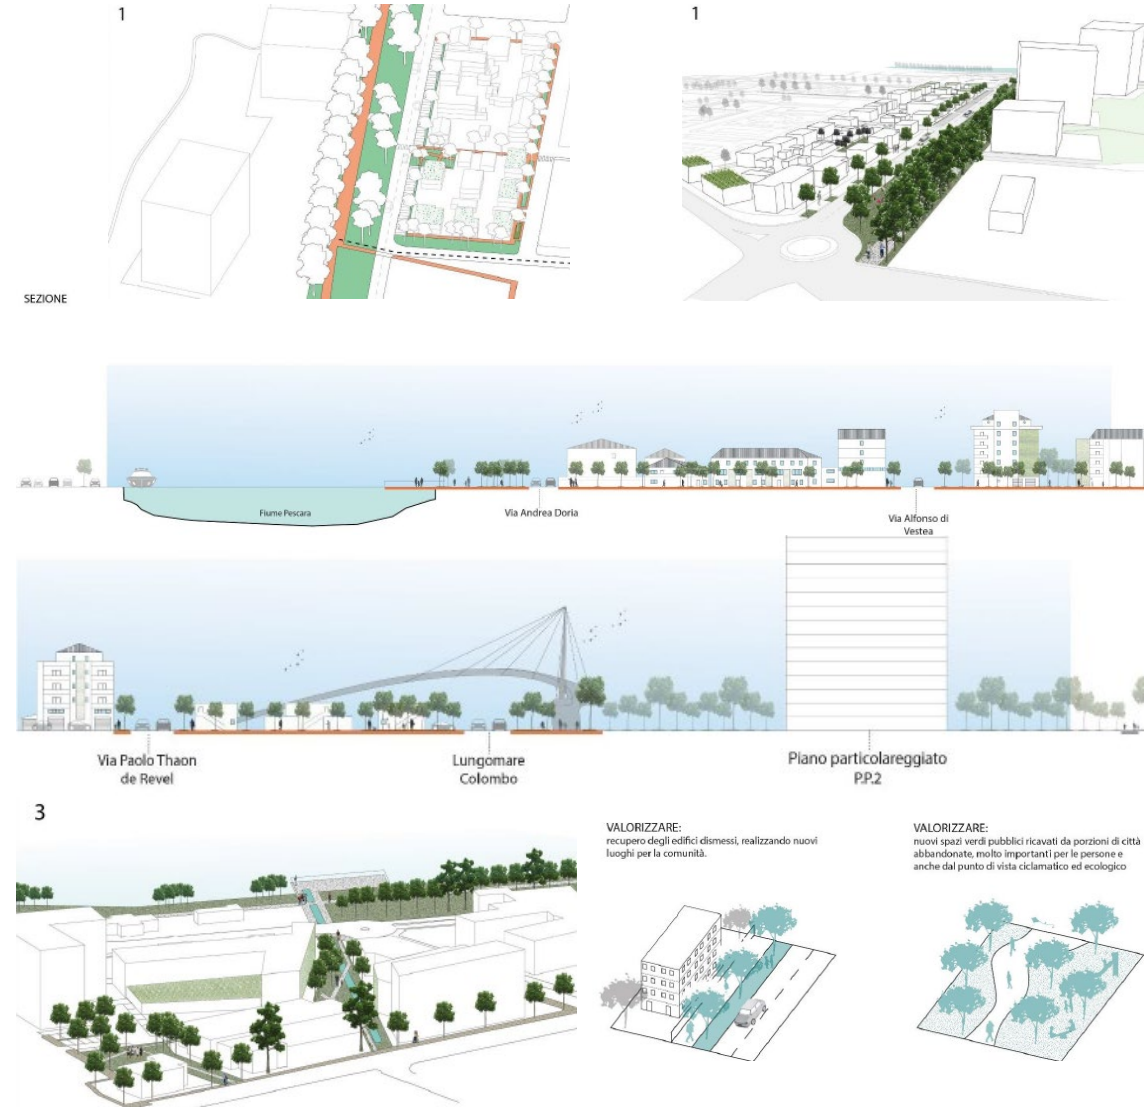 1
1
SEZIONE
Fiume Pescara
Via Andrea Doria
Via Alfonso di
Vestea
Via Paolo Thaon
de Revel
Lungomare
Colombo
Piano particolareggiato
P.P.2
3
VALORIZZARE:
recupero degli edifici dismessi, realizzando nuovi
luoghi per la comunità.
VALORIZZARE:
nuovi spazi verdi pubblici ricavati da porzioni di città
abbandonate, molto importanti per le persone e
anche dal punto di vista ciclamatico ed ecologico